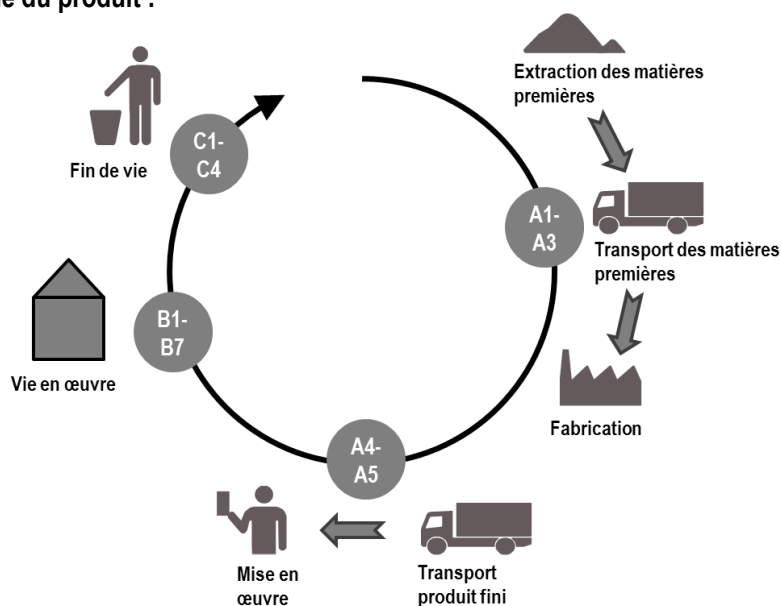 du produit :
Extraction des matières
premières
A1-
A3
Transport des matières
premières
Fabrication
A4-
A5
Transport
produit fini
Mise en
œuvre
B1-
B7
Vie en œuvre
C1-
C4
Fin de vie